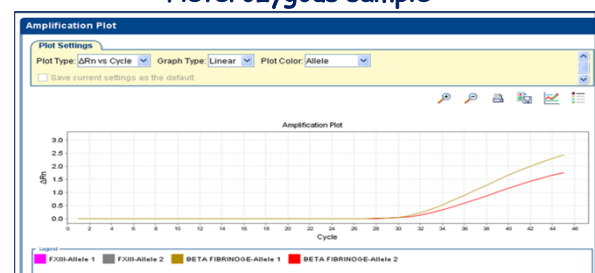 Amplification Plot
Plot Settings
Plot Type: ΔRn vs Cycle Graph Type: Linear Plot Color: Allele
Save current settings as the default
Amplification Plot
3.0
2.5
2.0
1.5
1.0
0.5
0.0
ΔRn
0 2 4 6 8 10 12 14 16 18 20 22 24 26 28 30 32 34 36 38 40 42 44 46
Cycle
Legend
FXIII-Allele 1 FXIII-Allele 2 BETA FIBRINOGE-Allele 1 BETA FIBRINOGE-Allele 2